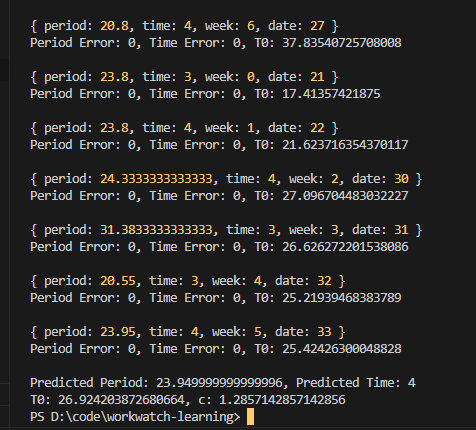 { period: 20.8, time: 4, week: 6, date: 27 }
Period Error: 0, Time Error: 0, T0: 37.83540725708008
{ period: 23.8, time: 3, week: 0, date: 21 }
Period Error: 0, Time Error: 0, T0: 17.41357421875
{ period: 23.8, time: 4, week: 1, date: 22 }
Period Error: 0, Time Error: 0, T0: 21.623716354370117
{ period: 24.3333333333333, time: 4, week: 2, date: 30 }
Period Error: 0, Time Error: 0, T0: 27.096704483032227
{ period: 31.3833333333333, time: 3, week: 3, date: 31 }
Period Error: 0, Time Error: 0, T0: 26.626272201538086
{ period: 20.55, time: 3, week: 4, date: 32 }
Period Error: 0, Time Error: 0, T0: 25.21939468383789
{ period: 23.95, time: 4, week: 5, date: 33 }
Period Error: 0, Time Error: 0, T0: 25.42426300048828
Predicted Period: 23.949999999999996, Predicted Time: 4
T0: 26.924203872680664, c: 1.2857142857142856
PS D:\code\workwatch-learning>